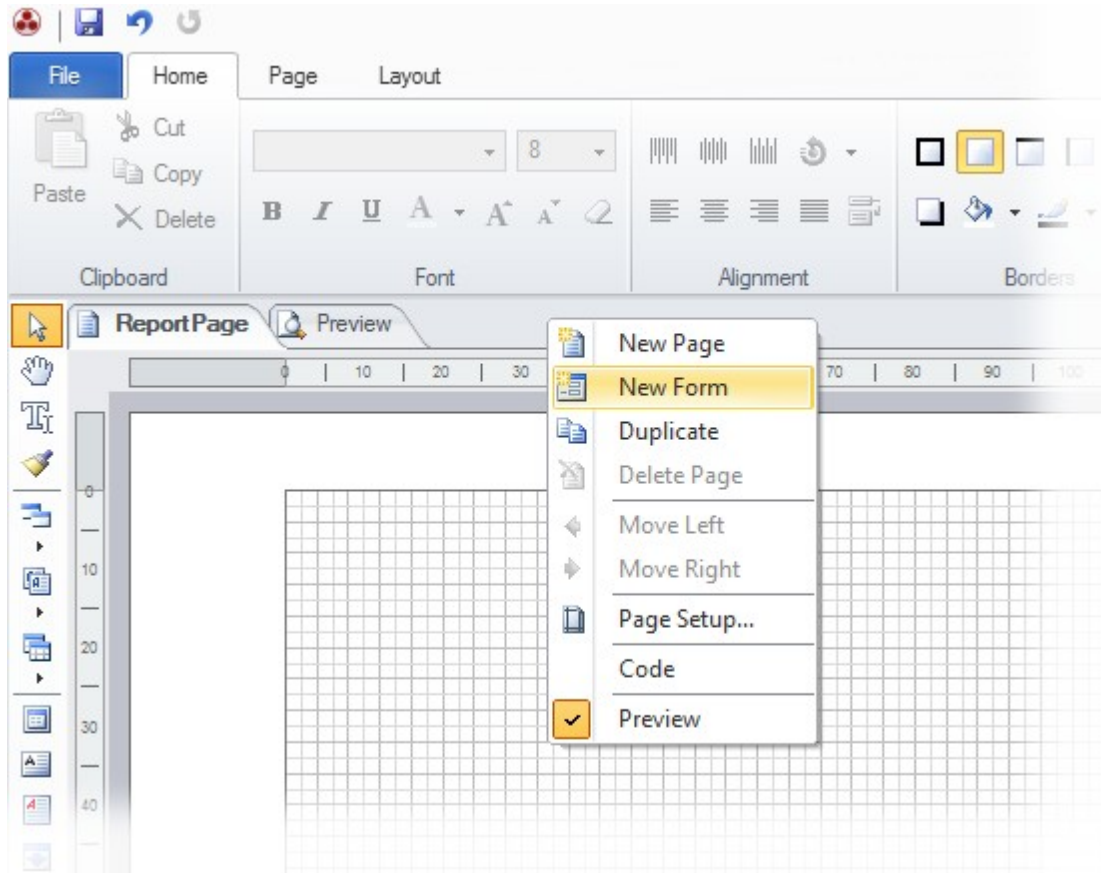 File Home Page Layout
Cut
Copy
Paste
Delete
8
B I U A A A
Clipboard Font Alignment Borders
ReportPage Preview
New Page
New Form
Duplicate
Delete Page
Move Left
Move Right
Page Setup...
Code
Preview
0 10 20 30 70 80 90 100
0
10
20
30
40